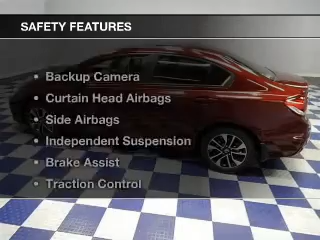 SAFETY FEATURES
• Backup Camera
• Curtain Head Airbags
• Side Airbags
• Independent Suspension
• Brake Assist
• Traction Control